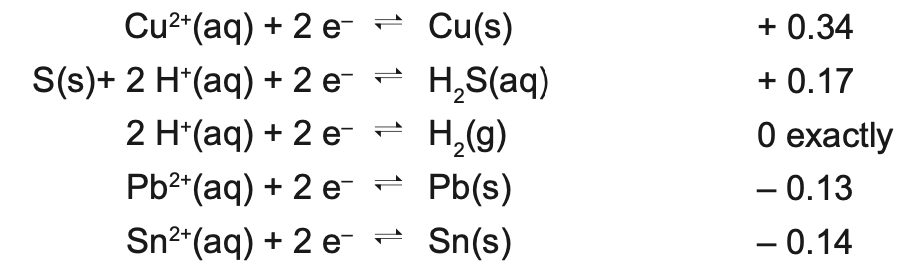 Cu²⁺(aq) + 2 e⁻ ⇌ Cu(s) + 0.34
S(s)+ 2 H⁺(aq) + 2 e⁻ ⇌ H₂S(aq) + 0.17
2 H⁺(aq) + 2 e⁻ ⇌ H₂(g) 0 exactly
Pb²⁺(aq) + 2 e⁻ ⇌ Pb(s) – 0.13
Sn²⁺(aq) + 2 e⁻ ⇌ Sn(s) – 0.14